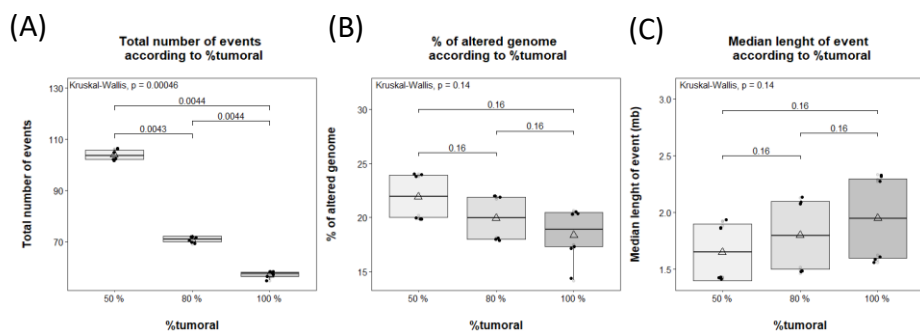 (A)
Total number of events
according to %tumoral
Kruskal-Wallis, p = 0.00046
0.0044
0.0044
0.0043
130
110
90
70
Total number of events
50 %
80 %
100 %
%tumoral
(B)
% of altered genome
according to %tumoral
Kruskal-Wallis, p = 0.14
0.16
0.16
0.16
30
25
20
15
% of altered genome
50 %
80 %
100 %
%tumoral
(C)
Median lenght of event
according to %tumoral
Kruskal-Wallis, p = 0.14
0.16
0.16
0.16
3.0
2.5
2.0
1.5
Median lenght of event (mb)
50 %
80 %
100 %
%tumoral